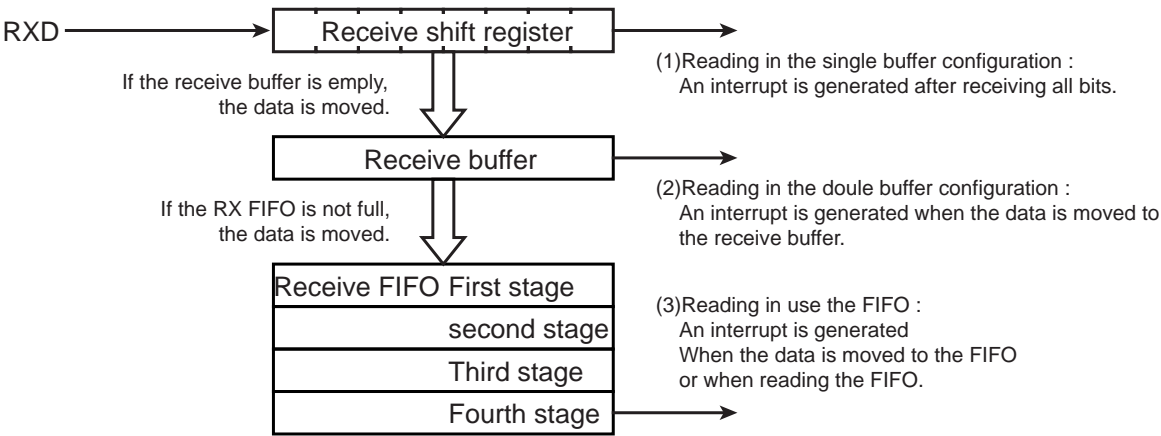 RXD
Receive shift register
(1)Reading in the single buffer configuration :
An interrupt is generated after receiving all bits.
If the receive buffer is emply,
the data is moved.
Receive buffer
(2)Reading in the doule buffer configuration :
An interrupt is generated when the data is moved to
the receive buffer.
If the RX FIFO is not full,
the data is moved.
Receive FIFO First stage
second stage
Third stage
Fourth stage
(3)Reading in use the FIFO :
An interrupt is generated
When the data is moved to the FIFO
or when reading the FIFO.